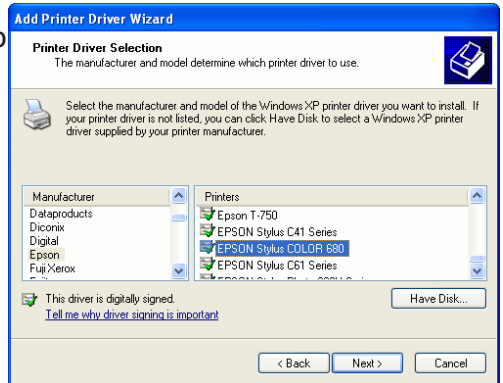 Add Printer Driver Wizard
Printer Driver Selection
The manufacturer and model determine which printer driver to use.
Select the manufacturer and model of the Windows XP printer driver you want to install. If
your printer driver is not listed, you can click Have Disk to select a Windows XP printer
driver supplied by your printer manufacturer.
Manufacturer
Dataproducts
Diconix
Digital
Epson
Fuji Xerox
Printers
Epson T-750
EPSON Stylus C41 Series
EPSON Stylus COLOR 680
EPSON Stylus C61 Series
This driver is digitally signed.
Tell me why driver signing is important
Have Disk...
< Back
Next >
Cancel